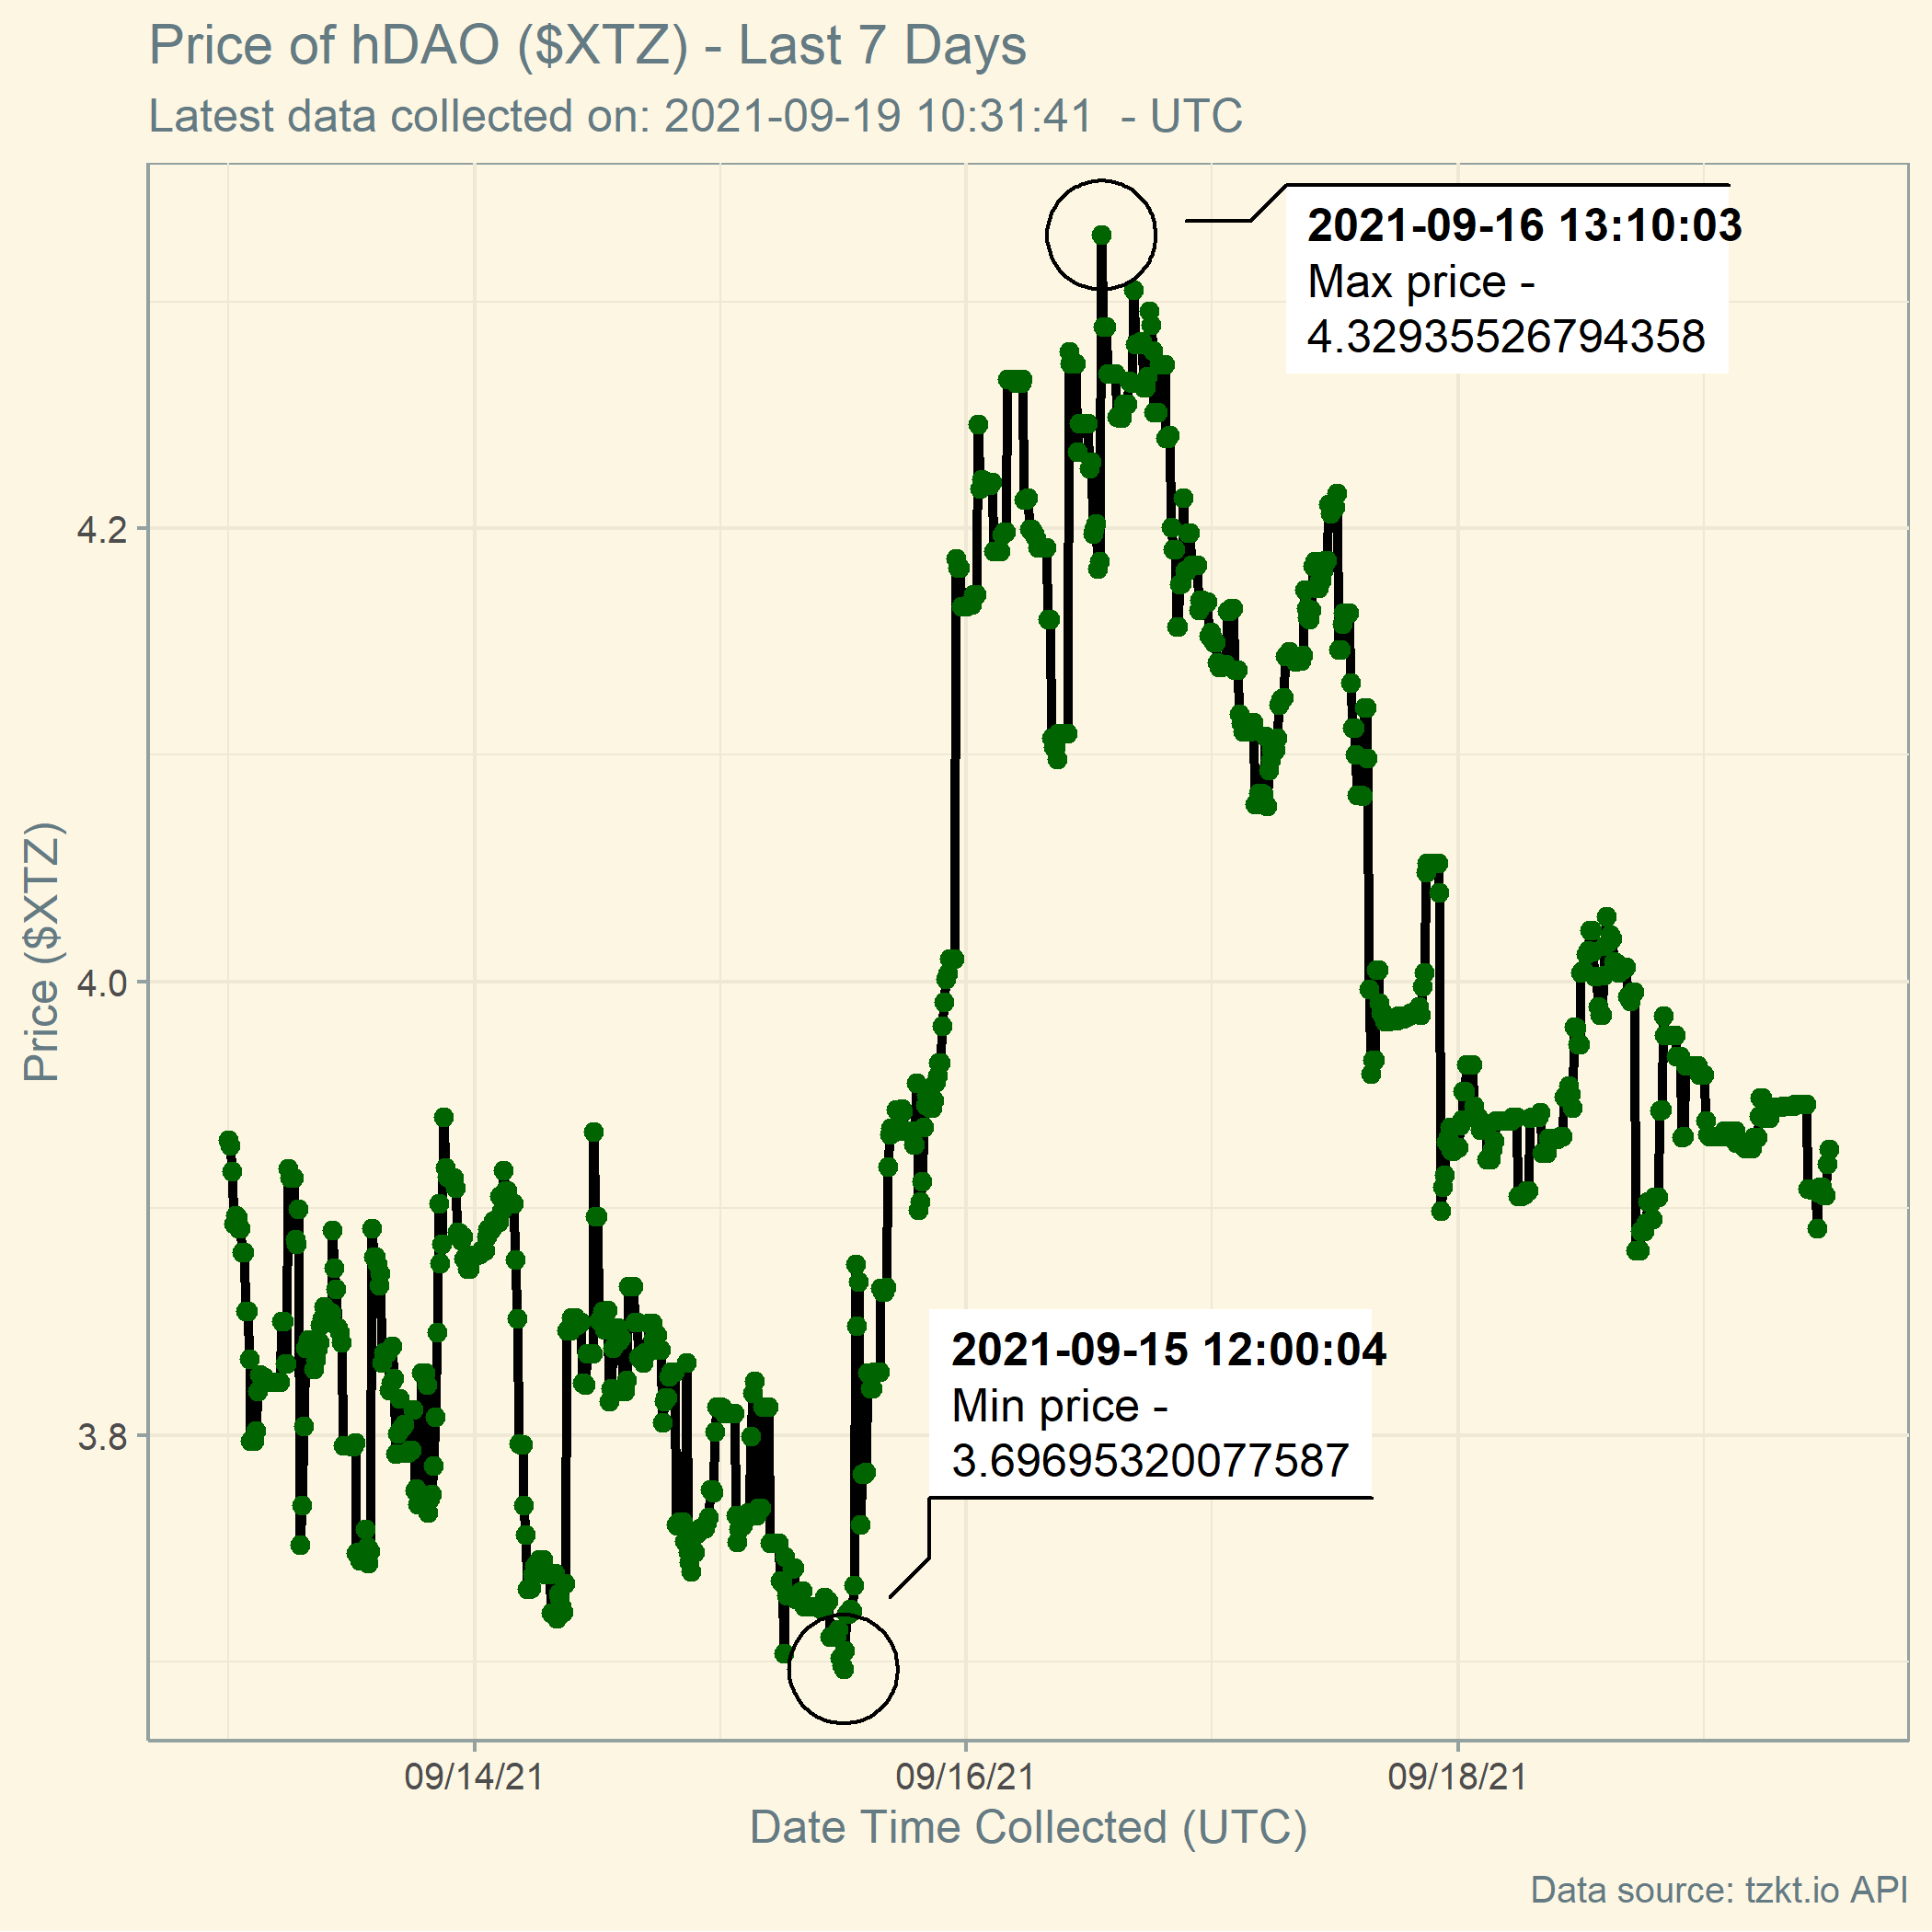 Price of hDAO ($XTZ) - Last 7 Days
Latest data collected on: 2021-09-19 10:31:41  - UTC
2021-09-16 13:10:03
Max price -
4.32935526794358
4.2
4.0
3.8
Price ($XTZ)
2021-09-15 12:00:04
Min price -
3.69695320077587
09/14/21
09/16/21
09/18/21
Date Time Collected (UTC)
Data source: tzkt.io API